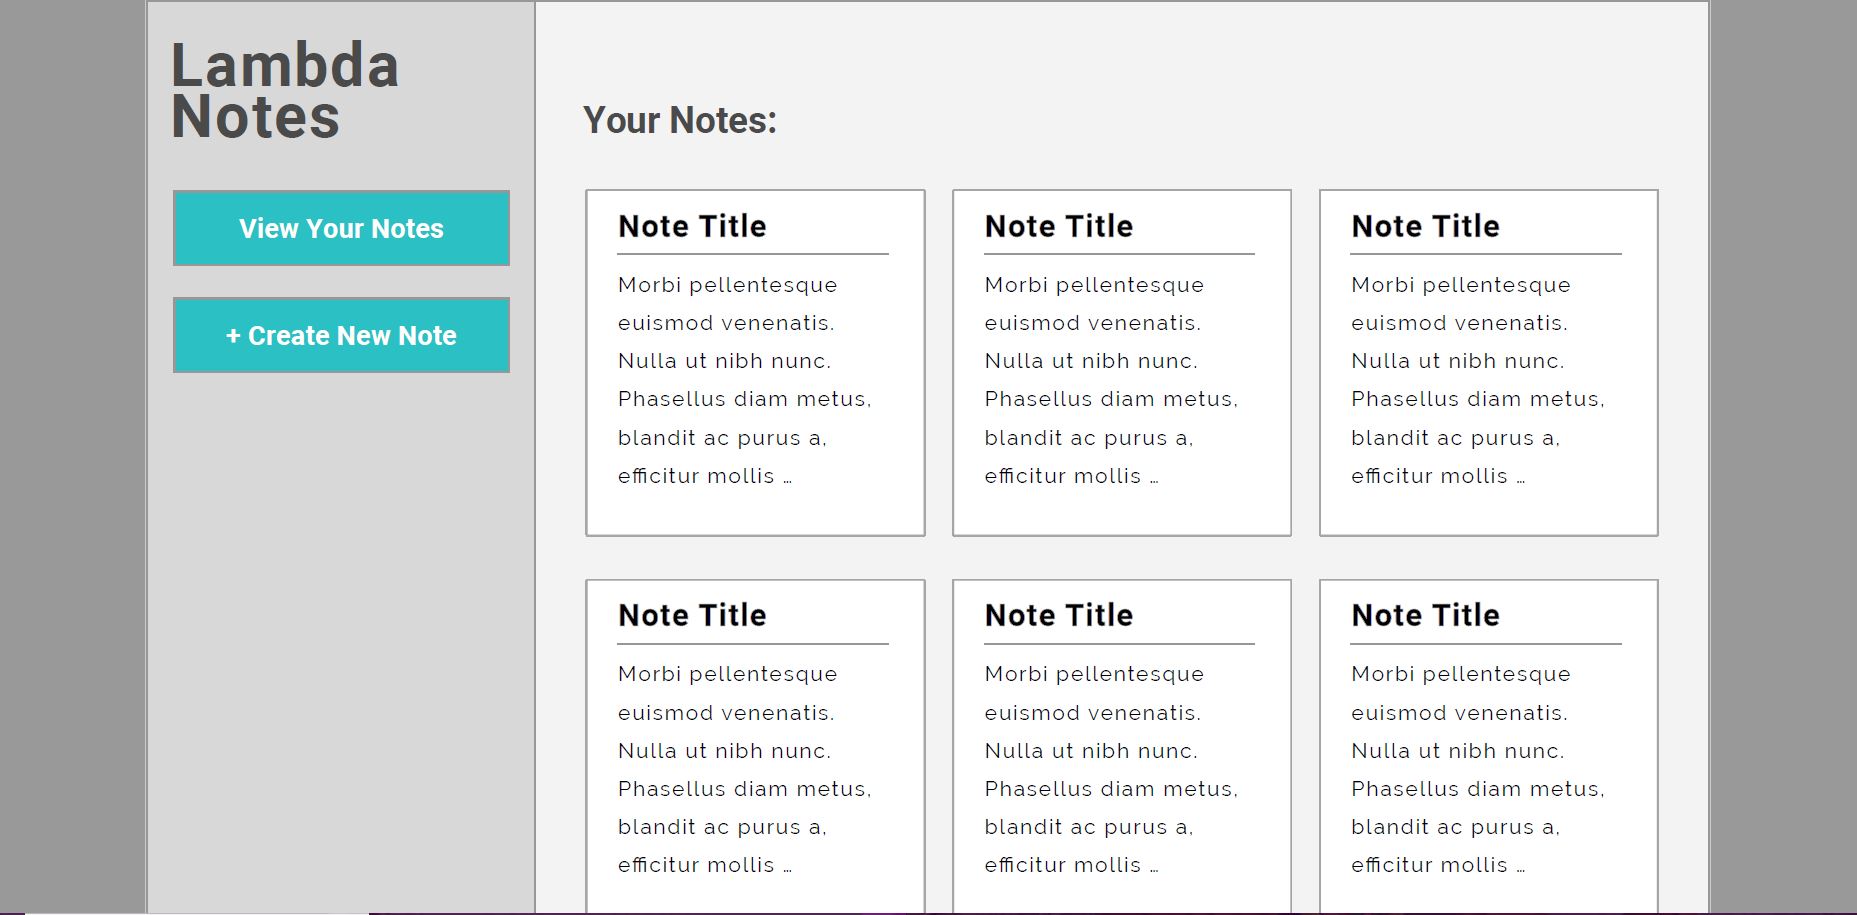 Lambda
Notes
View Your Notes
+ Create New Note
Your Notes:
Note Title
Morbi pellentesque
euismod venenatis.
Nulla ut nibh nunc.
Phasellus diam metus,
blandit ac purus a,
efficitur mollis …
Note Title
Morbi pellentesque
euismod venenatis.
Nulla ut nibh nunc.
Phasellus diam metus,
blandit ac purus a,
efficitur mollis …
Note Title
Morbi pellentesque
euismod venenatis.
Nulla ut nibh nunc.
Phasellus diam metus,
blandit ac purus a,
efficitur mollis …
Note Title
Morbi pellentesque
euismod venenatis.
Nulla ut nibh nunc.
Phasellus diam metus,
blandit ac purus a,
efficitur mollis …
Note Title
Morbi pellentesque
euismod venenatis.
Nulla ut nibh nunc.
Phasellus diam metus,
blandit ac purus a,
efficitur mollis …
Note Title
Morbi pellentesque
euismod venenatis.
Nulla ut nibh nunc.
Phasellus diam metus,
blandit ac purus a,
efficitur mollis …